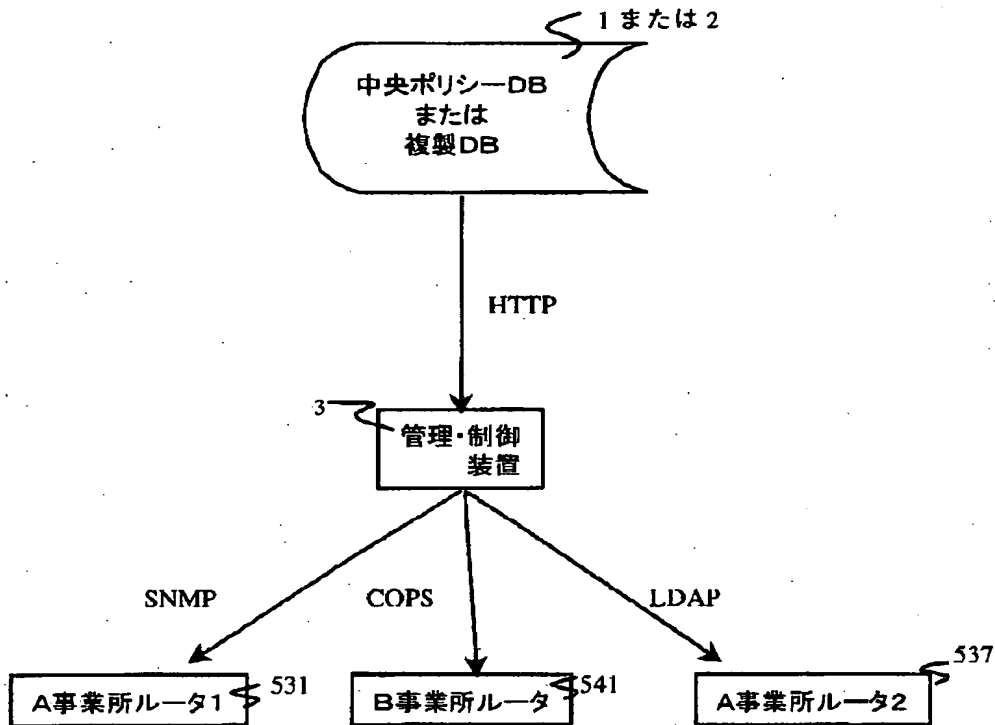 1 または 2
中央ポリシーDB
または
複製DB
HTTP
3
管理・制御
装置
SNMP
COPS
LDAP
A事業所ルータ1
531
B事業所ルータ
541
A事業所ルータ2
537